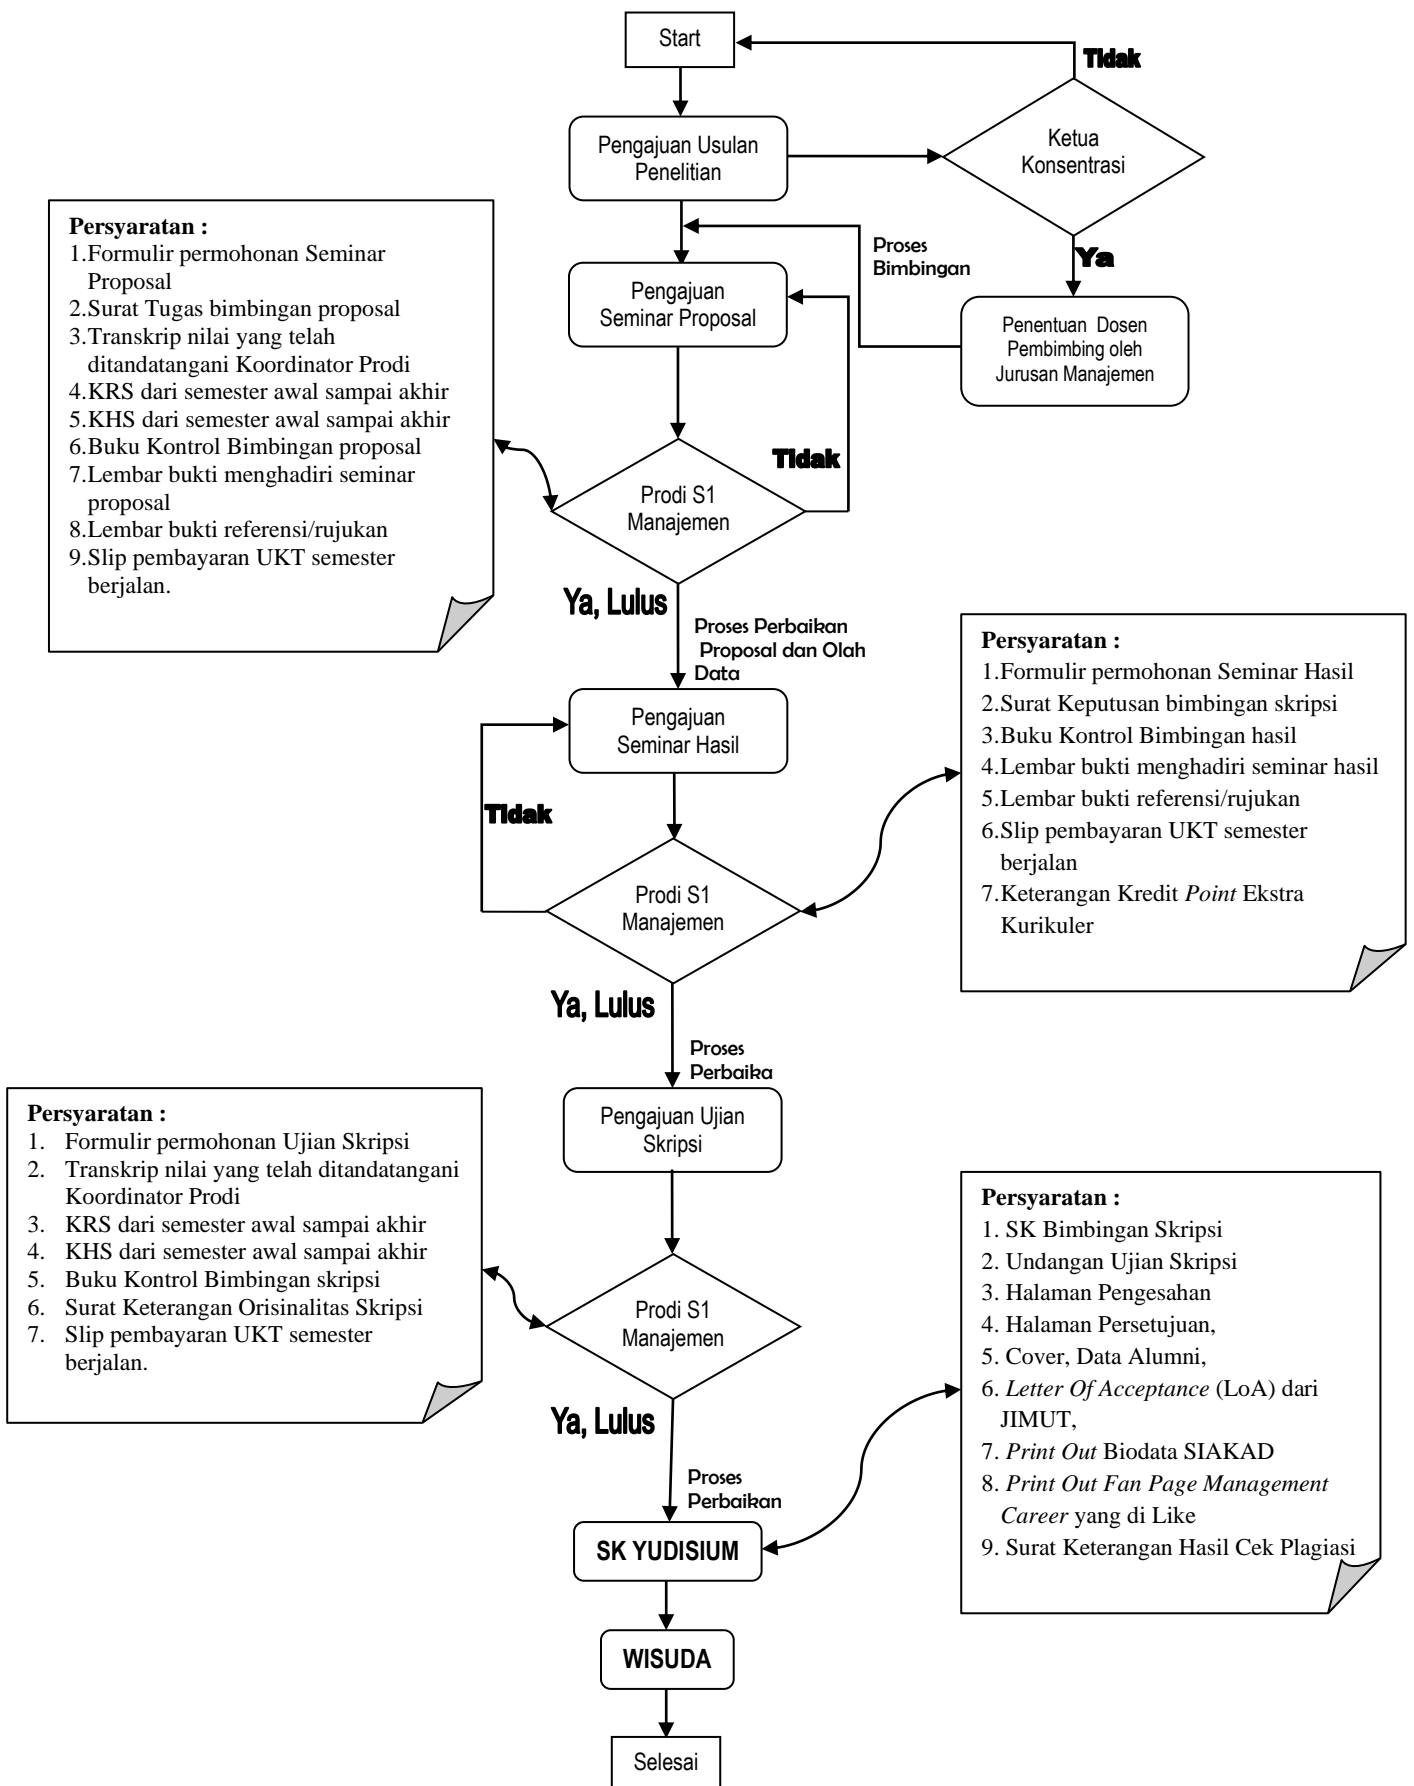 Start
Tidak
Pengajuan Usulan
Penelitian
Ketua
Konsentrasi
Ya
Proses
Bimbingan
Penentuan Dosen
Pembimbing oleh
Jurusan Manajemen
Pengajuan
Seminar Proposal
Persyaratan :
1.Formulir permohonan Seminar
Proposal
2.Surat Tugas bimbingan proposal
3.Transkrip nilai yang telah
ditandatangani Koordinator Prodi
4.KRS dari semester awal sampai akhir
5.KHS dari semester awal sampai akhir
6.Buku Kontrol Bimbingan proposal
7.Lembar bukti menghadiri seminar
proposal
8.Lembar bukti referensi/rujukan
9.Slip pembayaran UKT semester
berjalan.
Tidak
Prodi S1
Manajemen
Ya, Lulus
Proses Perbaikan
Proposal dan Olah
Data
Pengajuan
Seminar Hasil
Tidak
Prodi S1
Manajemen
Persyaratan :
1.Formulir permohonan Seminar Hasil
2.Surat Keputusan bimbingan skripsi
3.Buku Kontrol Bimbingan hasil
4.Lembar bukti menghadiri seminar hasil
5.Lembar bukti referensi/rujukan
6.Slip pembayaran UKT semester
berjalan
7.Keterangan Kredit Point Ekstra
Kurikuler
Ya, Lulus
Proses
Perbaika
Pengajuan Ujian
Skripsi
Persyaratan :
1. Formulir permohonan Ujian Skripsi
2. Transkrip nilai yang telah ditandatangani
Koordinator Prodi
3. KRS dari semester awal sampai akhir
4. KHS dari semester awal sampai akhir
5. Buku Kontrol Bimbingan skripsi
6. Surat Keterangan Orisinalitas Skripsi
7. Slip pembayaran UKT semester
berjalan.
Prodi S1
Manajemen
Ya, Lulus
Proses
Perbaikan
Persyaratan :
1. SK Bimbingan Skripsi
2. Undangan Ujian Skripsi
3. Halaman Pengesahan
4. Halaman Persetujuan,
5. Cover, Data Alumni,
6. Letter Of Acceptance (LoA) dari
JIMUT,
7. Print Out Biodata SIAKAD
8. Print Out Fan Page Management
Career yang di Like
9. Surat Keterangan Hasil Cek Plagiasi
SK YUDISIUM
WISUDA
Selesai